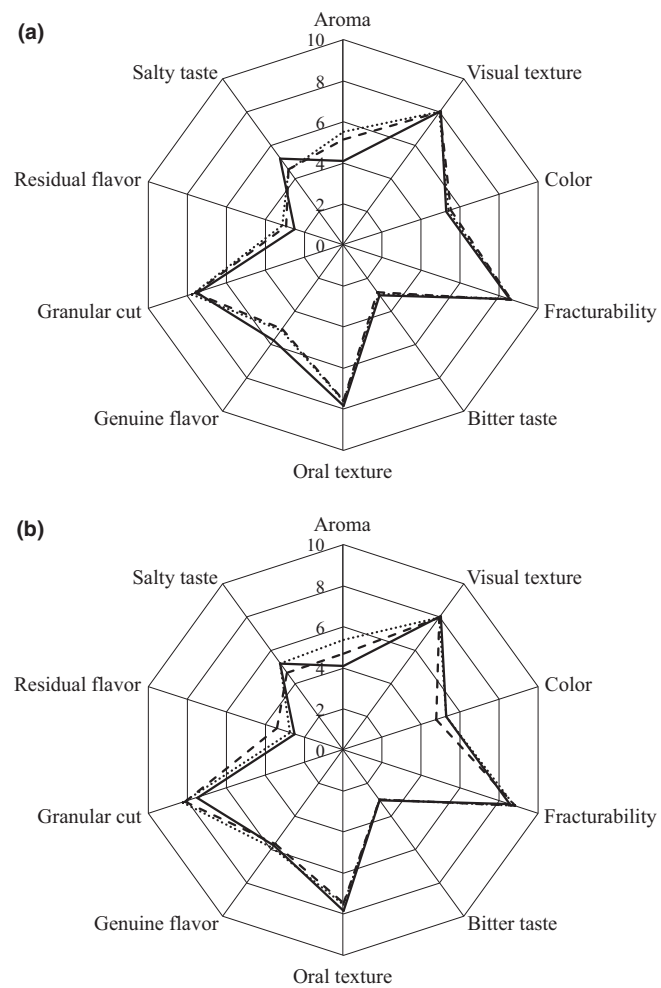 (a)
Aroma
10
Salty taste
Visual texture
8
6
Residual flavor
4
Color
2
0
Granular cut
Fracturability
Genuine flavor
Bitter taste
Oral texture
(b)
Aroma
10
Salty taste
Visual texture
8
6
Residual flavor
4
Color
2
0
Granular cut
Fracturability
Genuine flavor
Bitter taste
Oral texture